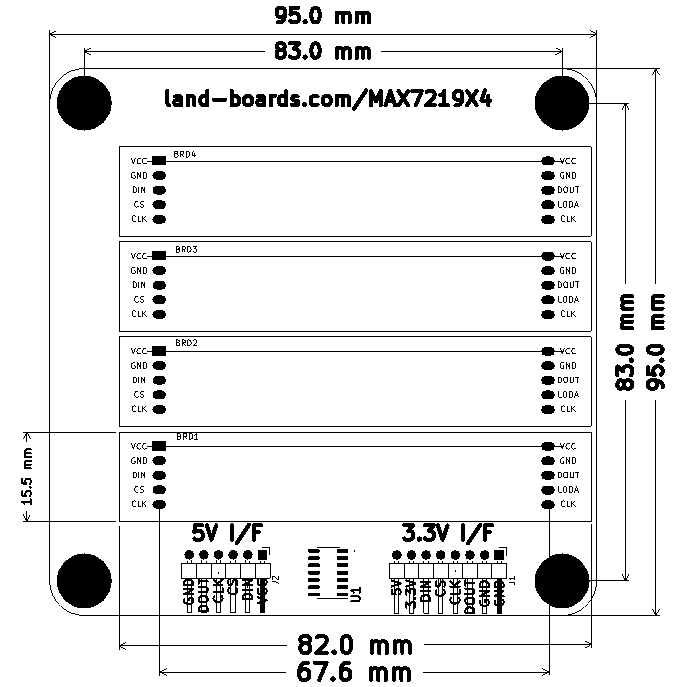 95.0 mm
83.0 mm
land-boards.com/MAX7219X4
BRD4
VCC VCC
GND GND
DIN DOUT
CS LODA
CLK CLK
BRD3
VCC VCC
GND GND
DIN DOUT
CS LODA
CLK CLK
83.0 mm
95.0 mm
BRD2
VCC VCC
GND GND
DIN DOUT
CS LODA
CLK CLK
BRD1
VCC VCC
GND GND
DIN DOUT
CS LODA
CLK CLK
15.5 mm
5V I/F 3.3V I/F
GND DOUT CLK CS DIN VCC J2
U1
5V 3.3V DIN CS CLK DOUT GND GND J1
82.0 mm
67.6 mm